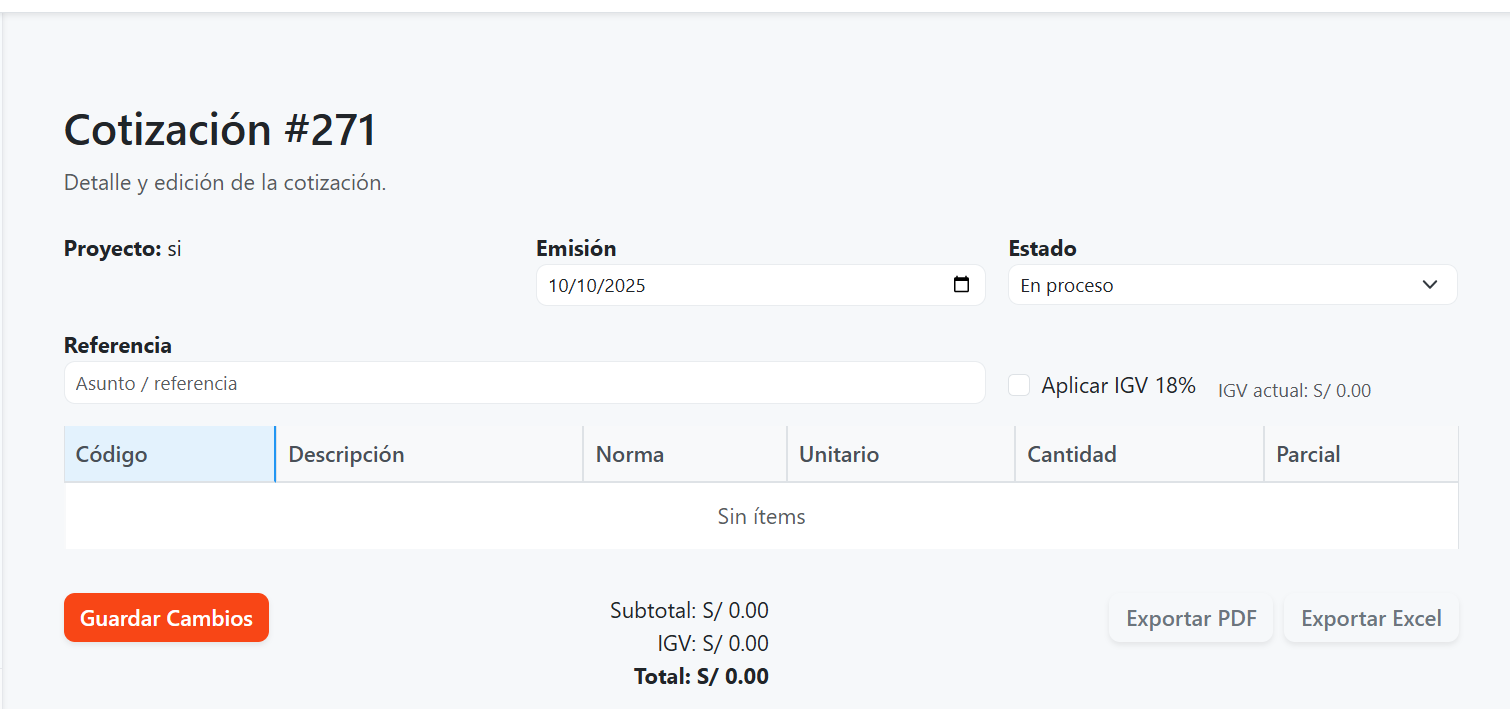 Cotización #271
Detalle y edición de la cotización.
Proyecto: si
Emisión
10/10/2025
Estado
En proceso
Referencia
Asunto / referencia
Aplicar IGV 18%
IGV actual: S/ 0.00
Código Descripción Norma Unitario Cantidad Parcial
Sin ítems
Guardar Cambios
Subtotal: S/ 0.00
IGV: S/ 0.00
Total: S/ 0.00
Exportar PDF
Exportar Excel